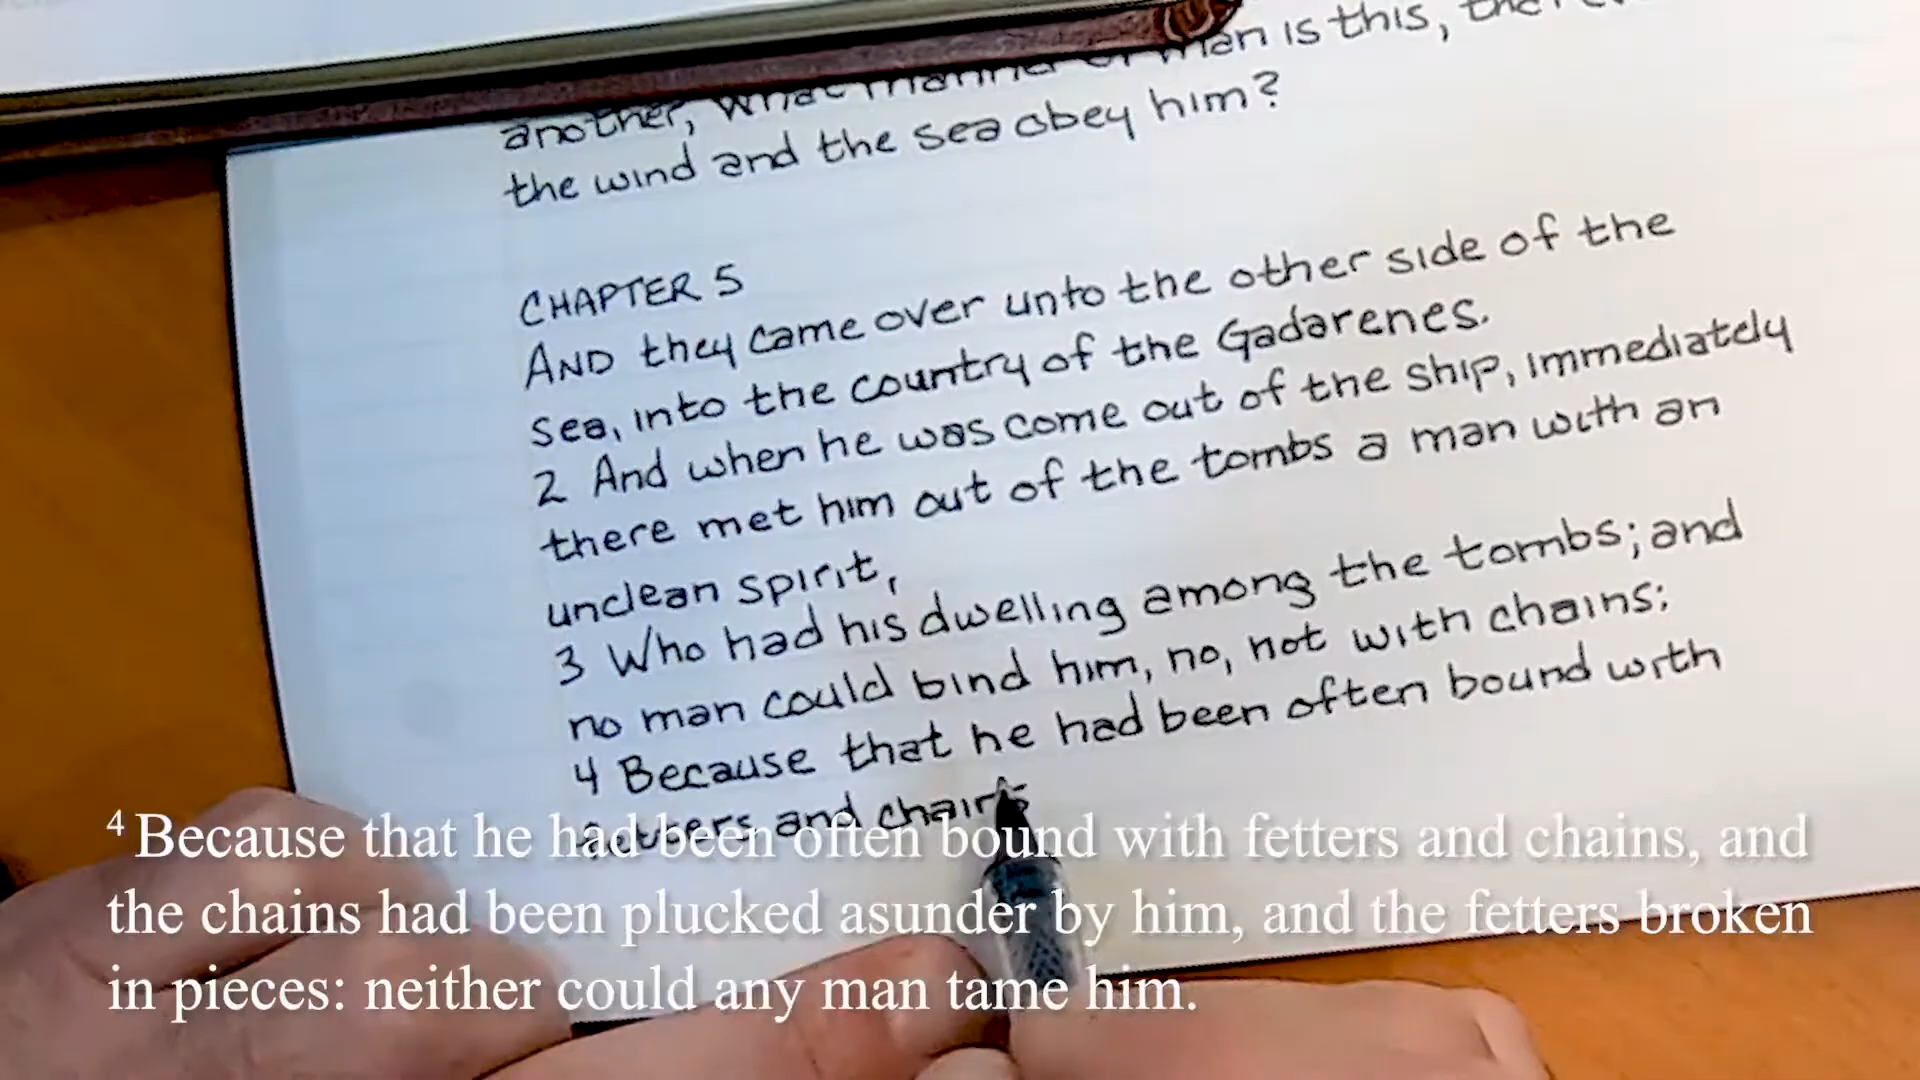 another, What manner of man is this, that
the wind and the sea obey him?
CHAPTER 5
AND they came over unto the other side of the
sea, into the country of the Gadarenes.
2 And when he was come out of the ship, immediately
there met him out of the tombs a man with an
unclean spirit,
3 Who had his dwelling among the tombs; and
no man could bind him, no, not with chains:
4 Because that he had been often bound with
fetters and chains
4 Because that he had been often bound with fetters and chains, and
the chains had been plucked asunder by him, and the fetters broken
in pieces: neither could any man tame him.